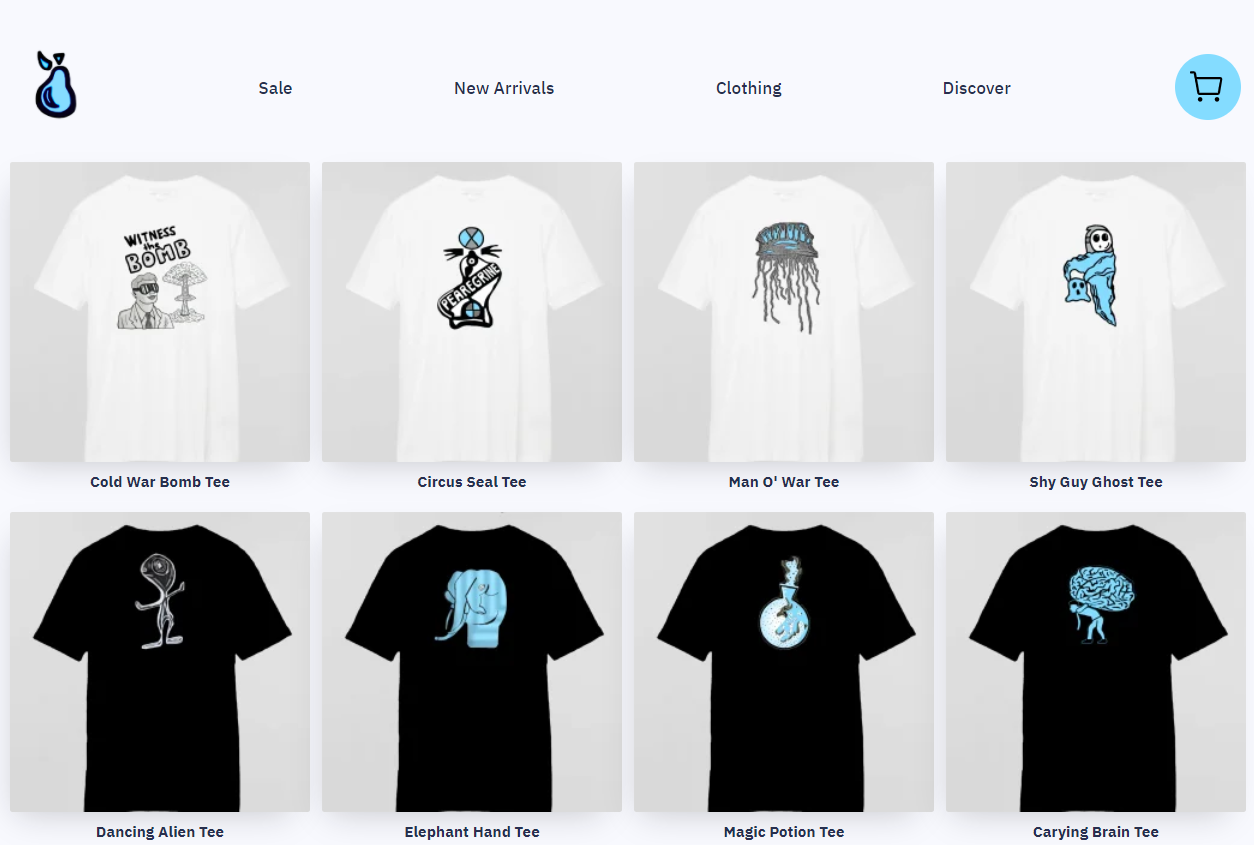 Sale
New Arrivals
Clothing
Discover
WITNESS
the
BOMB
PEAREGRINE
Cold War Bomb Tee
Circus Seal Tee
Man O' War Tee
Shy Guy Ghost Tee
Dancing Alien Tee
Elephant Hand Tee
Magic Potion Tee
Carying Brain Tee